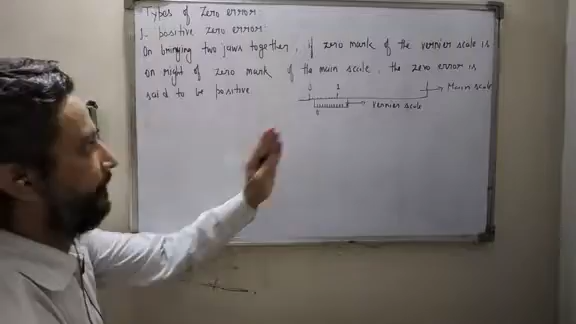 Types of Zero error:
1- positive zero error:
On bringing two jaws together, if zero mark of the vernier scale is
on right of zero mark of the main scale, the zero error is
said to be positive
0 1 Main scale
Vernier scale
0